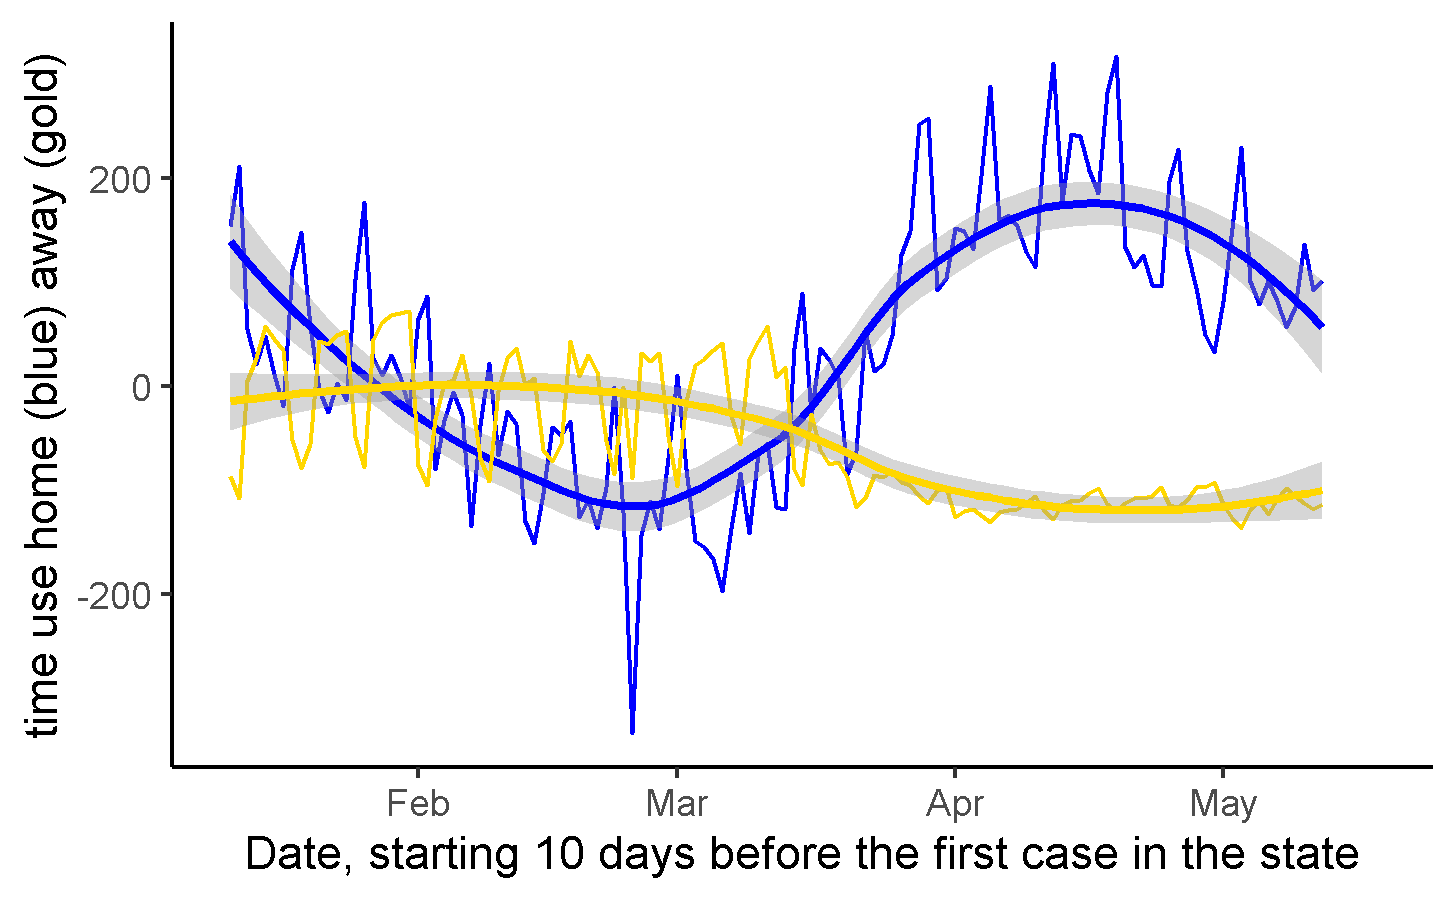 time use home (blue) away (gold)
200
0
-200
Feb
Mar
Apr
May
Date, starting 10 days before the first case in the state